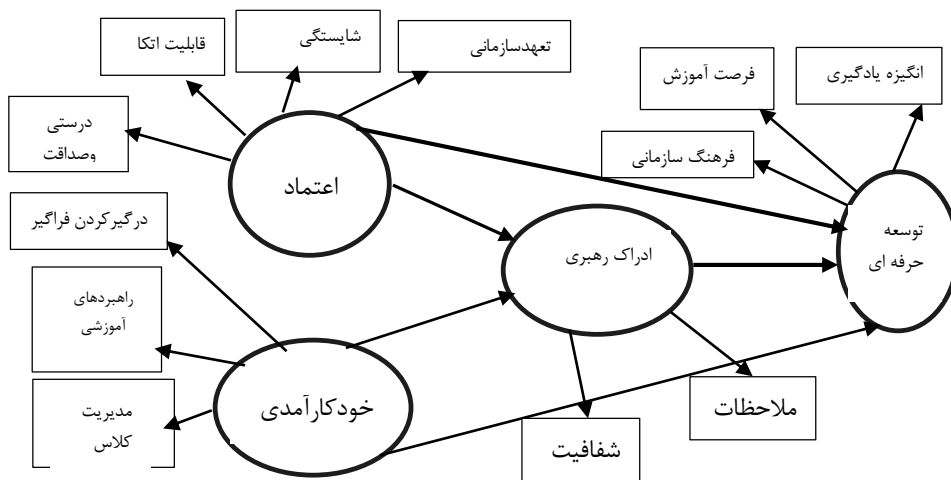 قابلیت اتکا
شایستگی
تعهدسازمانی
فرصت آموزش
انگیزه یادگیری
درستی
وصداقت
فرهنگ سازمانی
اعتماد
درگیرکردن فراگیر
ادراک رهبری
توسعه
حرفه ای
راهبردهای
آموزشی
خودکارآمدی
مدیریت
کلاس
ملاحظات
شفافیت